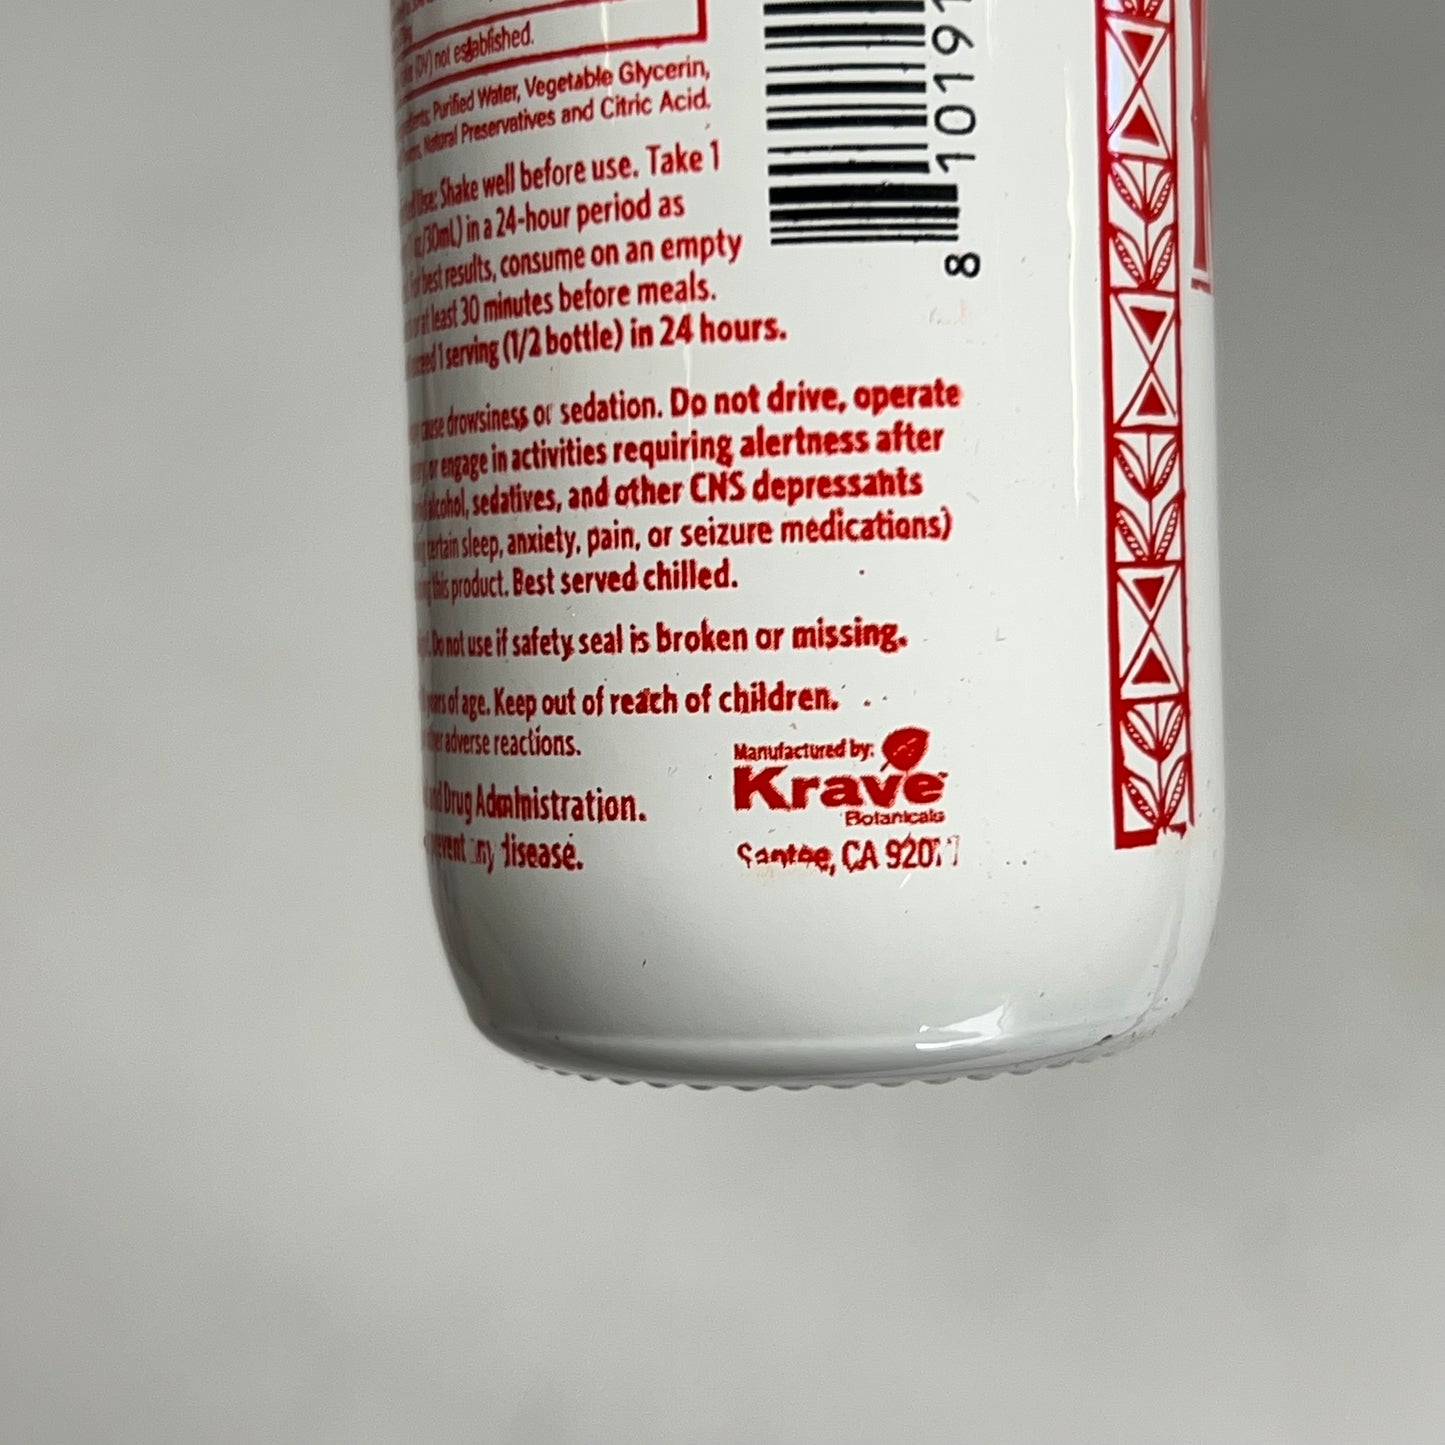 not established.
Purified Water, Vegetable Glycerin,
Natural Preservatives and Citric Acid.
Use: Shake well before use. Take 1
in a 24-hour period as
best results, consume on an empty
at least 30 minutes before meals.
1 serving (1/2 bottle) in 24 hours.
cause drowsiness or sedation. Do not drive, operate
or engage in activities requiring alertness after
alcohol, sedatives, and other CNS depressants
certain sleep, anxiety, pain, or seizure medications)
this product. Best served chilled.
Do not use if safety seal is broken or missing.
years of age. Keep out of reach of children.
adverse reactions.
Drug Administration.
disease.
8 1019
Manufactured by:
Krave
Botanicals
Santee, CA